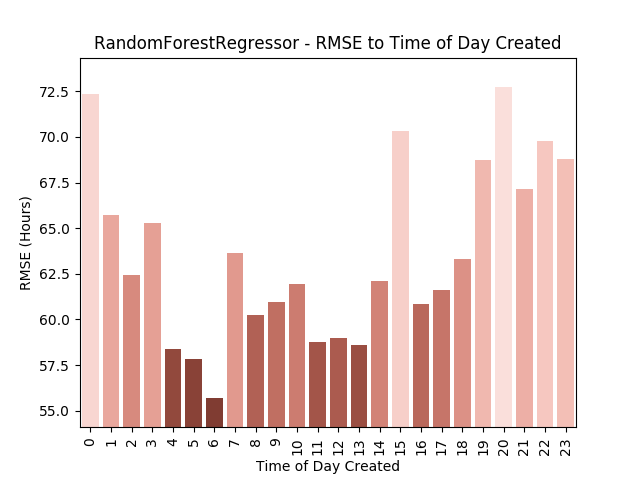 RandomForestRegressor - RMSE to Time of Day Created
72.5
70.0
67.5
65.0
62.5
60.0
57.5
55.0
RMSE (Hours)
0 1 2 3 4 5 6 7 8 9 10 11 12 13 14 15 16 17 18 19 20 21 22 23
Time of Day Created